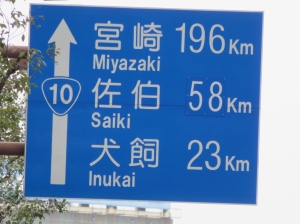 宮崎 196Km
Miyazaki
10
佐伯 58Km
Saiki
犬飼 23Km
Inukai